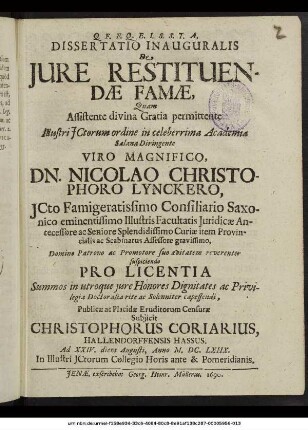 Q. F. F. Q. E. I. S. S. T. A.
DISSERTATIO INAUGURALIS
De
JURE RESTITUEN-
DÆ FAMÆ,
Quam
Assistente divina Gratia permittente
Illustri JCtorum ordine in celeberrima Academia
Salana Dirigente
VIRO MAGNIFICO,
DN. NICOLAO CHRISTO-
PHORO LYNCKERO,
JCto Famigeratissimo Consiliario Saxo-
nico eminentissimo Illustris Facultatis Juridicæ An-
tecessore ac Seniore Splendidissimo Curiæ item Provin-
cialis ac Scabinatus Assessore gravissimo,
Domino Patrono ac Promotore suo ætatem reverenter
suspiciendo
PRO LICENTIA
Summos in utroque jure Honores Dignitates ac Privi-
legia Doctoralia rite ac Solenniter capessendi,
Publicæ ac Placidæ Eruditorum Censuræ
Subjicit
CHRISTOPHORUS CORIARIUS,
HALLENDORFFENSIS HASSUS.
Ad XXIV. diem Augusti, Anno M. DC.
In Illustri JCtorum Collegio Horis ante & Pomeridianis.
JENÆ, exscribebat Georg. Henr. Müllerus. 1690.
2